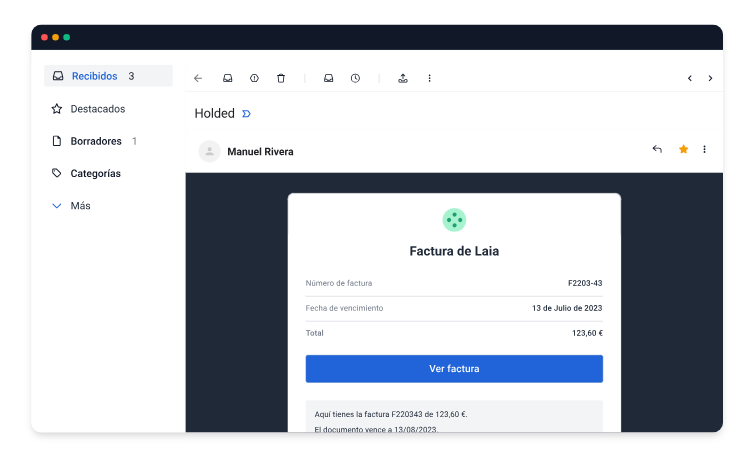 Recibidos 3
Destacados
Borradores 1
Categorías
Más
Holded
Manuel Rivera
Factura de Laia
Número de factura F2203-43
Fecha de vencimiento 13 de Julio de 2023
Total 123,60 €
Ver factura
Aquí tienes la factura F220343 de 123,60 €.
El documento vence a 13/08/2023.